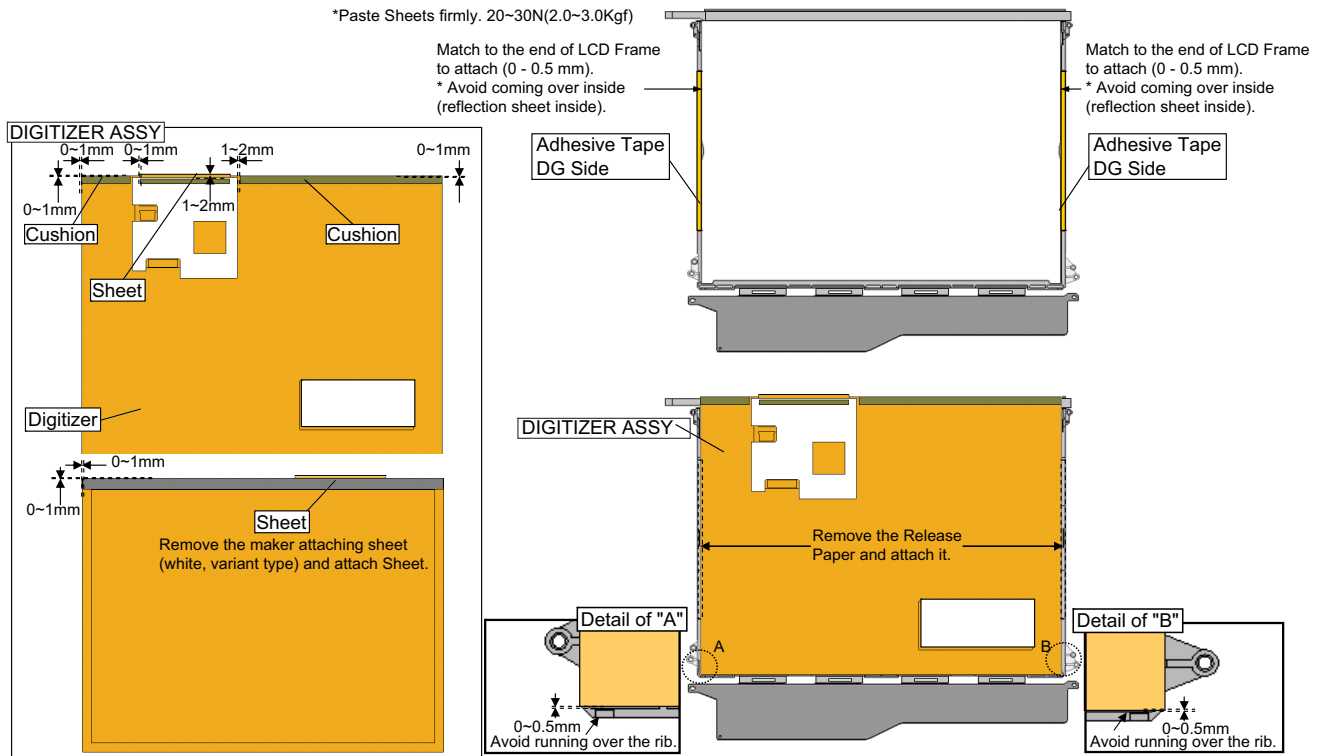 *Paste Sheets firmly. 20~30N(2.0~3.0Kgf)
Match to the end of LCD Frame
to attach (0 - 0.5 mm).
* Avoid coming over inside
(reflection sheet inside).
Match to the end of LCD Frame
to attach (0 - 0.5 mm).
* Avoid coming over inside
(reflection sheet inside).
Adhesive Tape
DG Side
Adhesive Tape
DG Side
DIGITIZER ASSY
0~1mm
0~1mm
1~2mm
0~1mm
0~1mm
1~2mm
Cushion
Cushion
Sheet
Digitizer
0~1mm
0~1mm
Sheet
Remove the maker attaching sheet
(white, variant type) and attach Sheet.
DIGITIZER ASSY
Remove the Release
Paper and attach it.
A
B
Detail of "A"
0~0.5mm
Avoid running over the rib.
Detail of "B"
0~0.5mm
Avoid running over the rib.